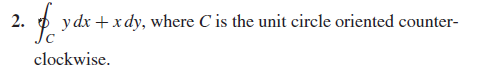 2. ∮_C y dx + x dy, where C is the unit circle oriented counter-
clockwise.